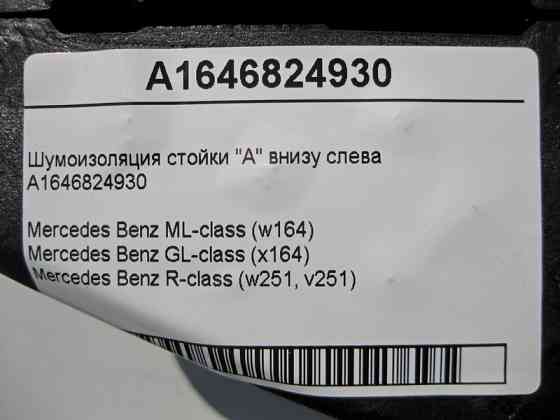 A1646824930
Шумоизоляция стойки "A" внизу слева
A1646824930
Mercedes Benz ML-class (w164)
Mercedes Benz GL-class (x164)
Mercedes Benz R-class (w251, v251)